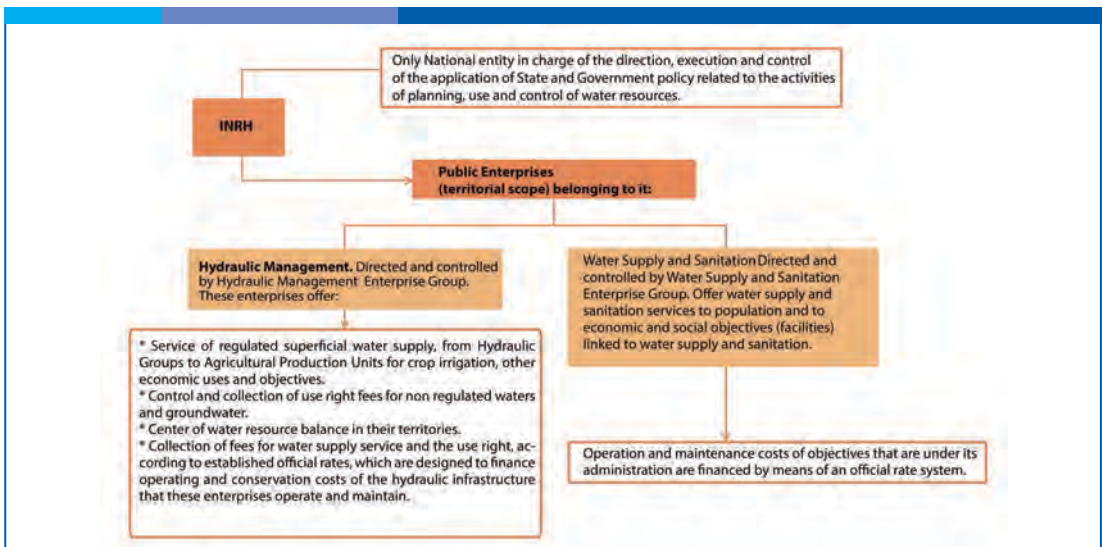 Only National entity in charge of the direction, execution and control
of the application of State and Government policy related to the activities
of planning, use and control of water resources.
INRH
Public Enterprises
(territorial scope) belonging to it:
Hydraulic Management. Directed and controlled
by Hydraulic Management Enterprise Group.
These enterprises offer:
* Service of regulated superficial water supply, from Hydraulic
Groups to Agricultural Production Units for crop irrigation, other
economic uses and objectives.
* Control and collection of use right fees for non regulated waters
and groundwater.
* Center of water resource balance in their territories.
* Collection of fees for water supply service and the use right, ac-
cording to established official rates, which are designed to finance
operating and conservation costs of the hydraulic infrastructure
that these enterprises operate and maintain.
Water Supply and Sanitation Directed and
controlled by Water Supply and Sanitation
Enterprise Group. Offer water supply and
sanitation services to population and to
economic and social objectives (facilities)
linked to water supply and sanitation.
Operation and maintenance costs of objectives that are under its
administration are financed by means of an official rate system.